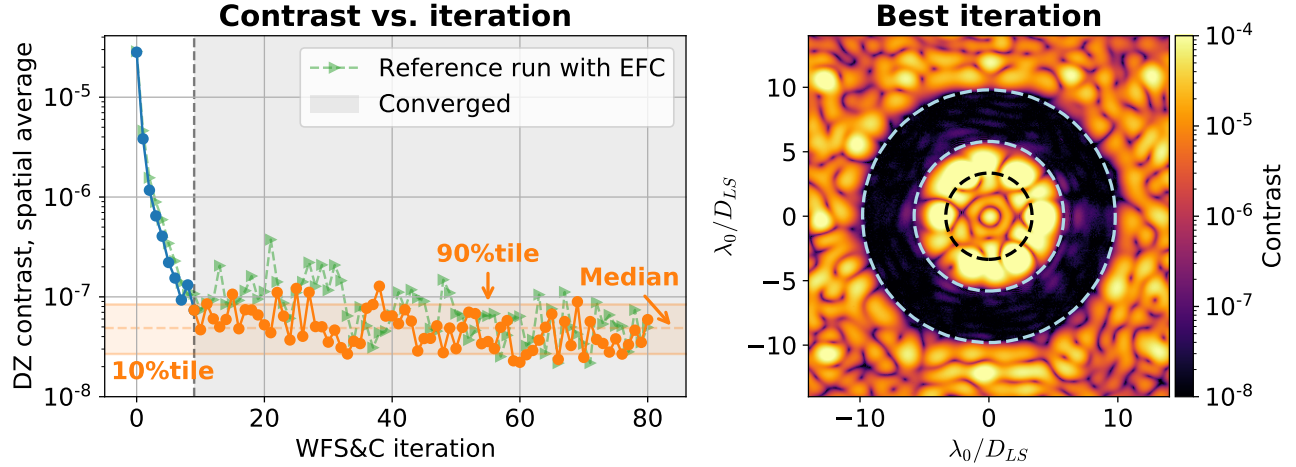 Contrast vs. iteration
DZ contrast, spatial average
10⁻⁵
10⁻⁶
10⁻⁷
10⁻⁸
Reference run with EFC
Converged
90%tile
Median
10%tile
0 20 40 60 80
WFS&C iteration
Best iteration
λ₀/D_LS
10
5
0
−5
−10
−10 0 10
λ₀/D_LS
10⁻⁴
10⁻⁵
10⁻⁶
10⁻⁷
10⁻⁸
Contrast